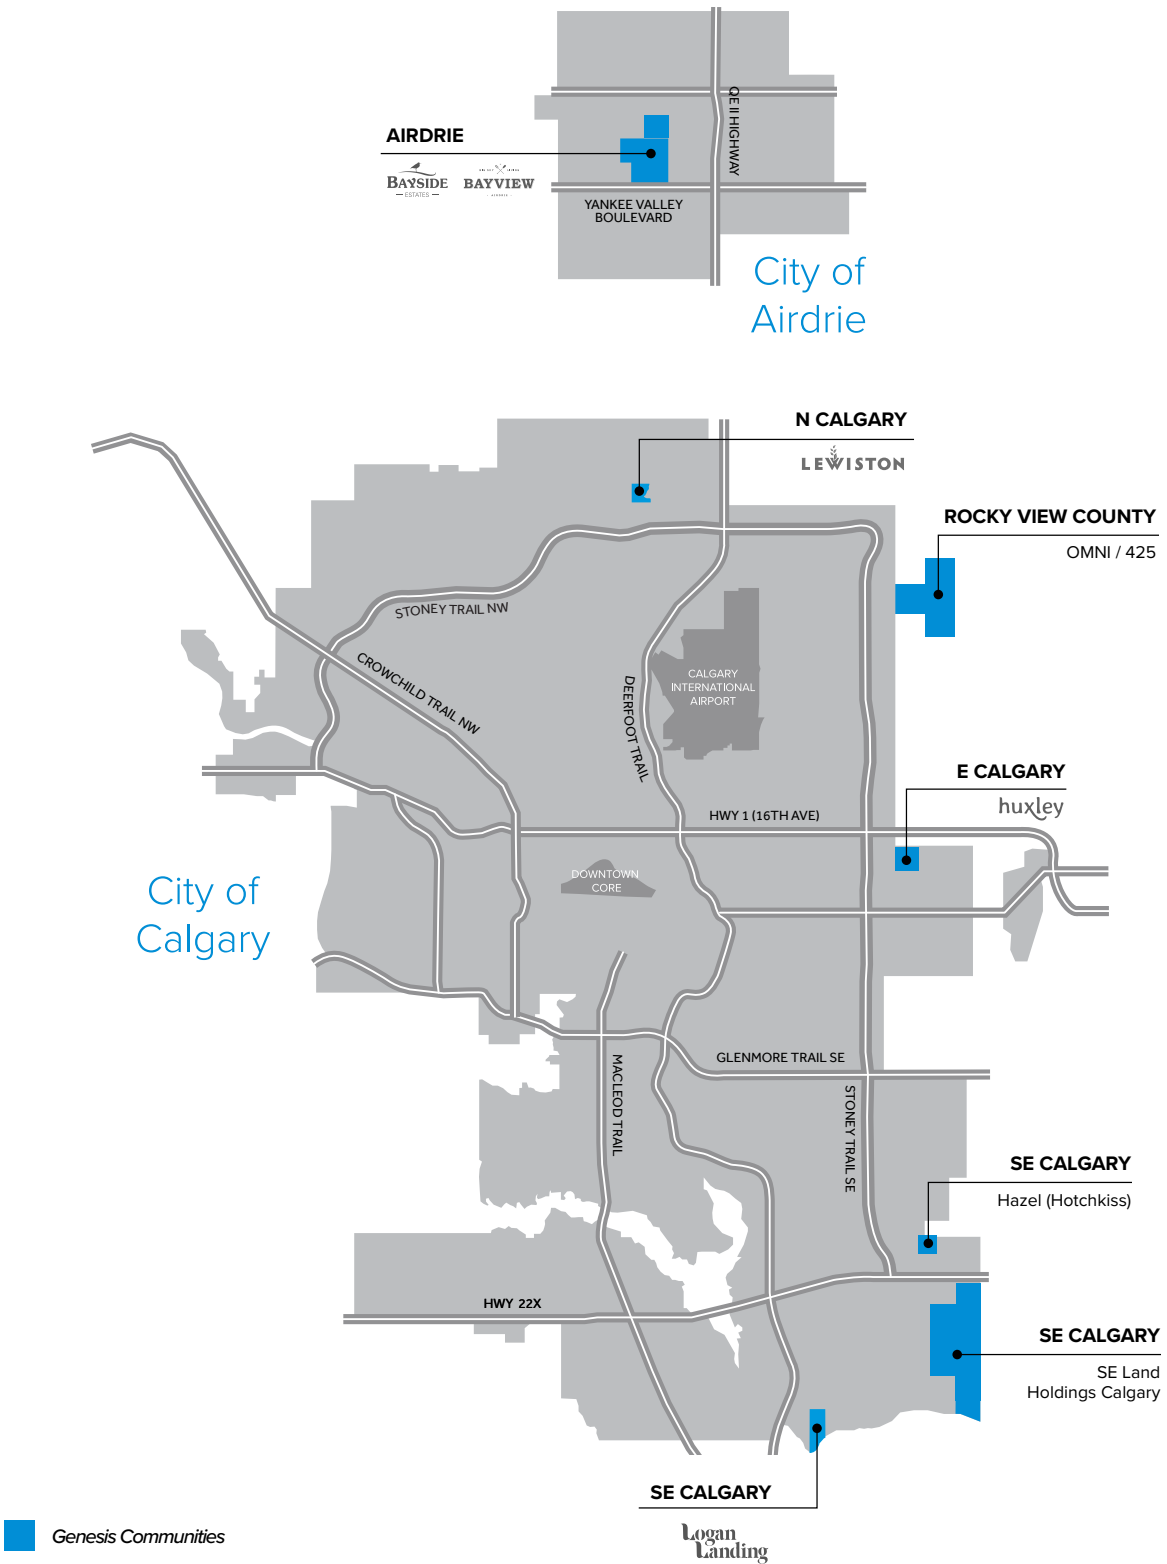 QE II HIGHWAY
AIRDRIE
BAYSIDE
ESTATES
BAYVIEW
AIRDRIE
YANKEE VALLEY
BOULEVARD
City of
Airdrie
N CALGARY
LEWISTON
ROCKY VIEW COUNTY
OMNI / 425
STONEY TRAIL NW
CROWCHILD TRAIL NW
DEERFOOT TRAIL
CALGARY
INTERNATIONAL
AIRPORT
E CALGARY
huxley
HWY 1 (16TH AVE)
DOWNTOWN
CORE
City of
Calgary
GLENMORE TRAIL SE
MACLEOD TRAIL
STONEY TRAIL SE
SE CALGARY
Hazel (Hotchkiss)
HWY 22X
SE CALGARY
SE Land
Holdings Calgary
SE CALGARY
Logan
Landing
Genesis Communities